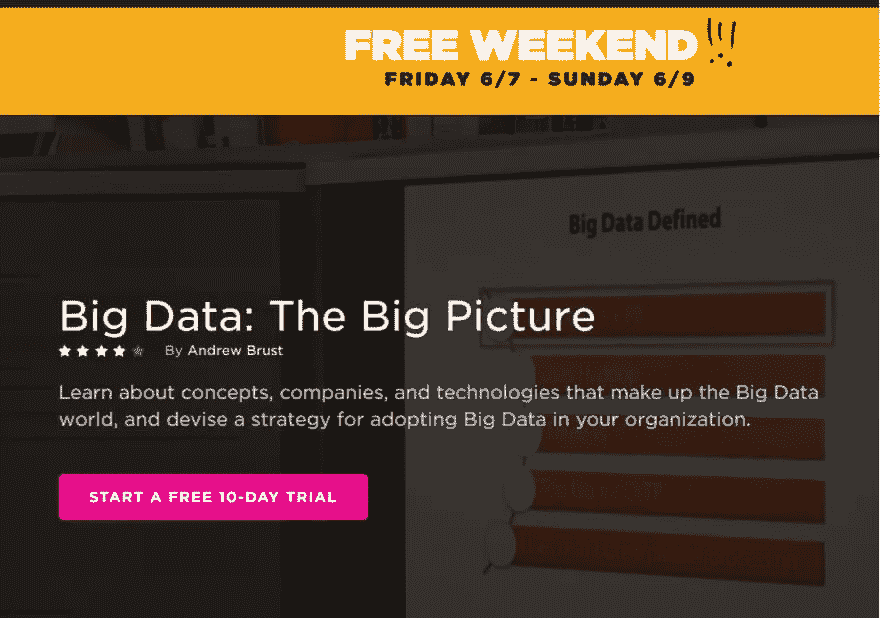 FREE WEEKEND!!!
FRIDAY 6/7 - SUNDAY 6/9
Big Data Defined
Big Data: The Big Picture
By Andrew Brust
Learn about concepts, companies, and technologies that make up the Big Data
world, and devise a strategy for adopting Big Data in your organization.
START A FREE 10-DAY TRIAL